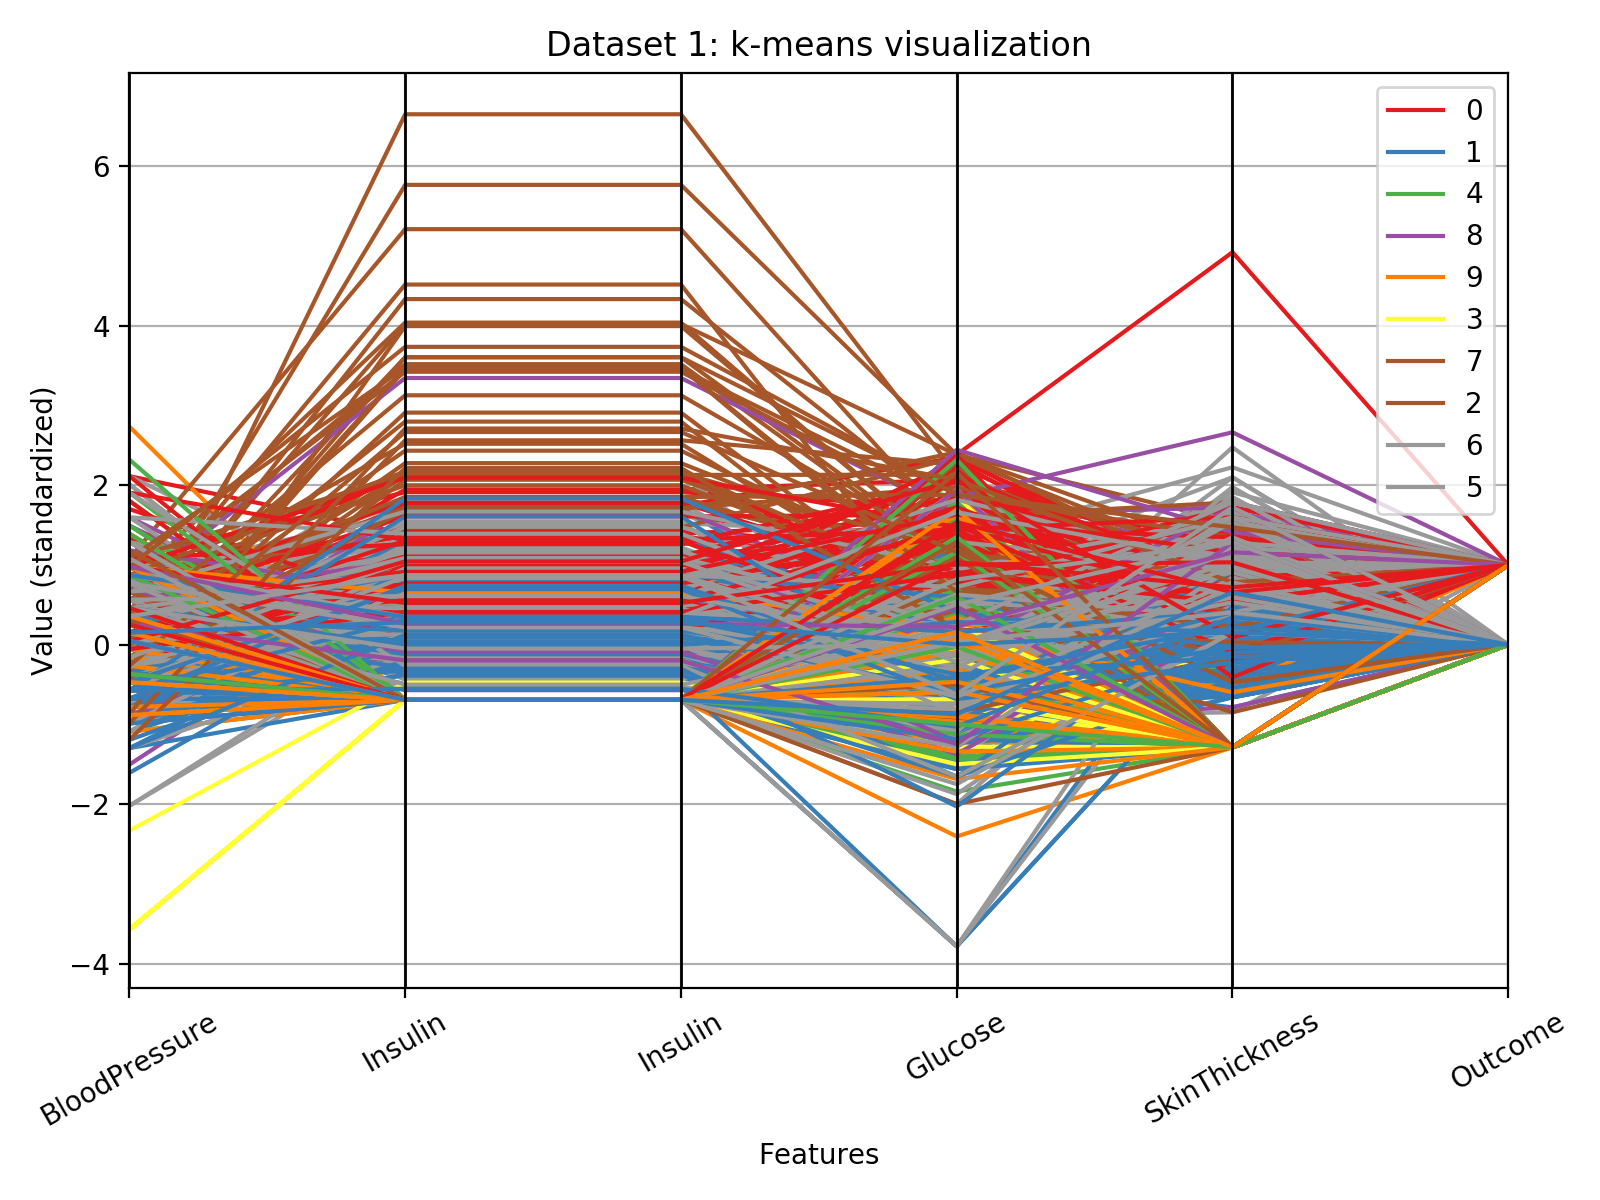 Dataset 1: k-means visualization
0
1
4
8
9
3
7
2
6
5
6
4
2
0
−2
−4
Value (standardized)
BloodPressure
Insulin
Insulin
Glucose
SkinThickness
Outcome
Features